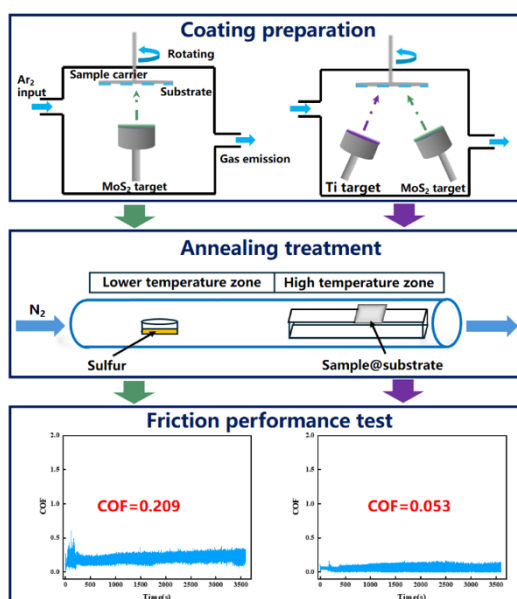 Coating preparation
Ar2
input
Sample carrier
Rotating
Substrate
Gas emission
MoS2 target
Ti target
MoS2 target
Annealing treatment
Lower temperature zone
High temperature zone
N2
Sulfur
Sample@substrate
Friction performance test
2.0
1.5
1.0
0.5
0.0
COF
COF=0.209
0 500 1000 1500 2000 2500 3000 3500
Time(s)
2.0
1.5
1.0
0.5
0.0
COF
COF=0.053
0 500 1000 1500 2000 2500 3000 3500
Time(s)